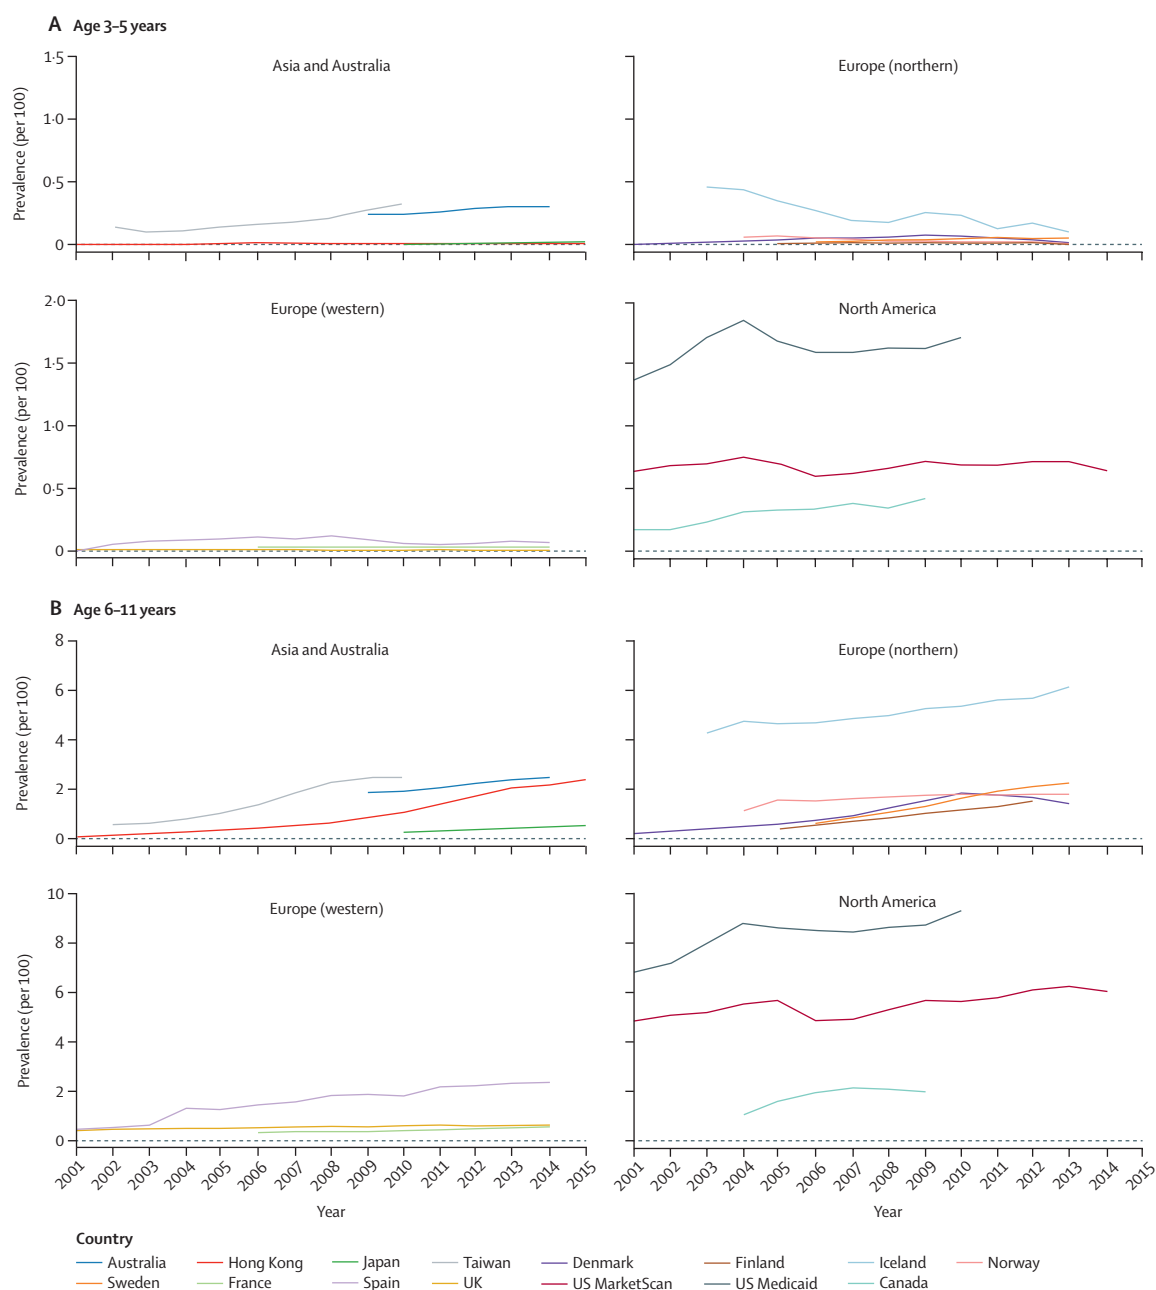 A Age 3–5 years
Asia and Australia
Europe (northern)
Prevalence (per 100)
1·5
1·0
0·5
0
Europe (western)
North America
Prevalence (per 100)
2·0
1·5
1·0
0·5
0
B Age 6–11 years
Asia and Australia
Europe (northern)
Prevalence (per 100)
8
6
4
2
0
Europe (western)
North America
Prevalence (per 100)
10
8
6
4
2
0
2001 2002 2003 2004 2005 2006 2007 2008 2009 2010 2011 2012 2013 2014 2015
2001 2002 2003 2004 2005 2006 2007 2008 2009 2010 2011 2012 2013 2014 2015
Year
Year
Country
Australia Hong Kong Japan Taiwan Denmark Finland Iceland Norway
Sweden France Spain UK US MarketScan US Medicaid Canada